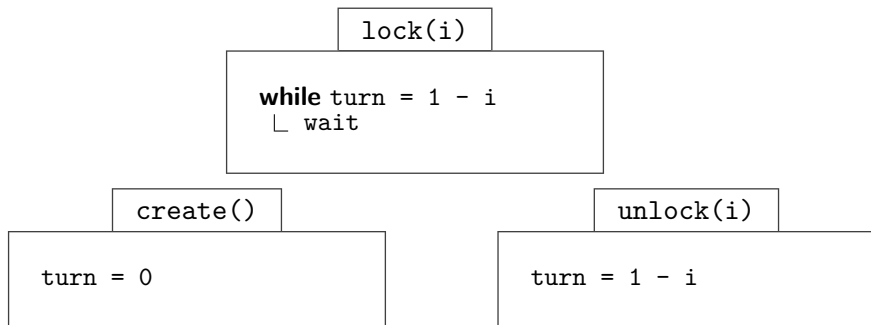 lock(i)
while turn = 1 - i
wait
create()
unlock(i)
turn = 0
turn = 1 - i